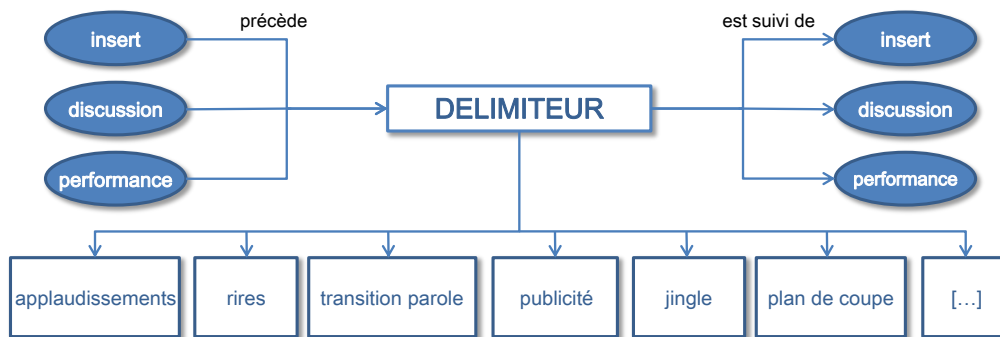 précède
est suivi de
insert
insert
discussion
DELIMITEUR
discussion
performance
performance
applaudissements
rires
transition parole
publicité
jingle
plan de coupe
[…]